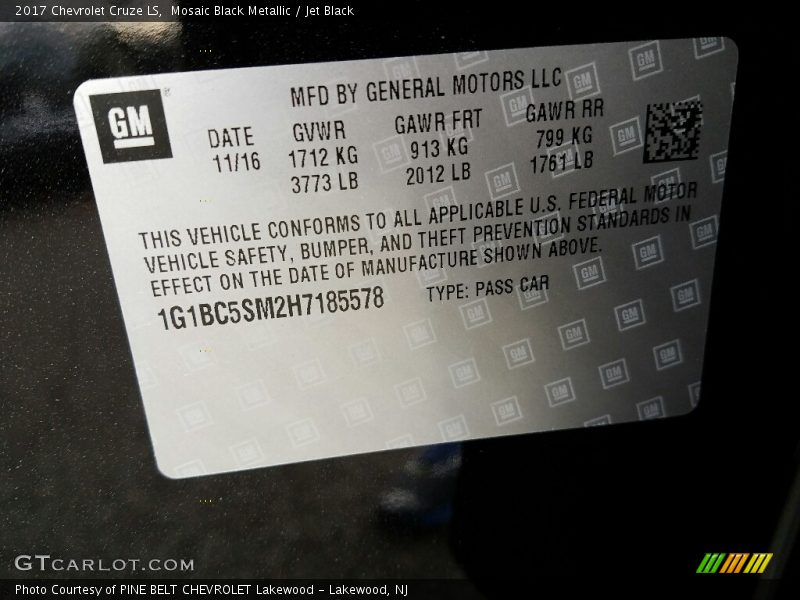 2017 Chevrolet Cruze LS, Mosaic Black Metallic / Jet Black
GM
MFD BY GENERAL MOTORS LLC
DATE GVWR GAWR FRT GAWR RR
11/16 1712 KG 913 KG 799 KG
3773 LB 2012 LB 1761 LB
THIS VEHICLE CONFORMS TO ALL APPLICABLE U.S. FEDERAL MOTOR
VEHICLE SAFETY, BUMPER, AND THEFT PREVENTION STANDARDS IN
EFFECT ON THE DATE OF MANUFACTURE SHOWN ABOVE.
1G1BC5SM2H7185578 TYPE: PASS CAR
GTCARLOT.COM
Photo Courtesy of PINE BELT CHEVROLET Lakewood - Lakewood, NJ